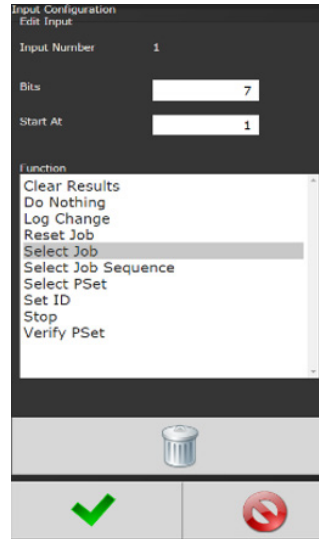 Input Configuration
Edit Input
Input Number 1
Bits 7
Start At 1
Function
Clear Results
Do Nothing
Log Change
Reset Job
Select Job
Select Job Sequence
Select PSet
Set ID
Stop
Verify PSet